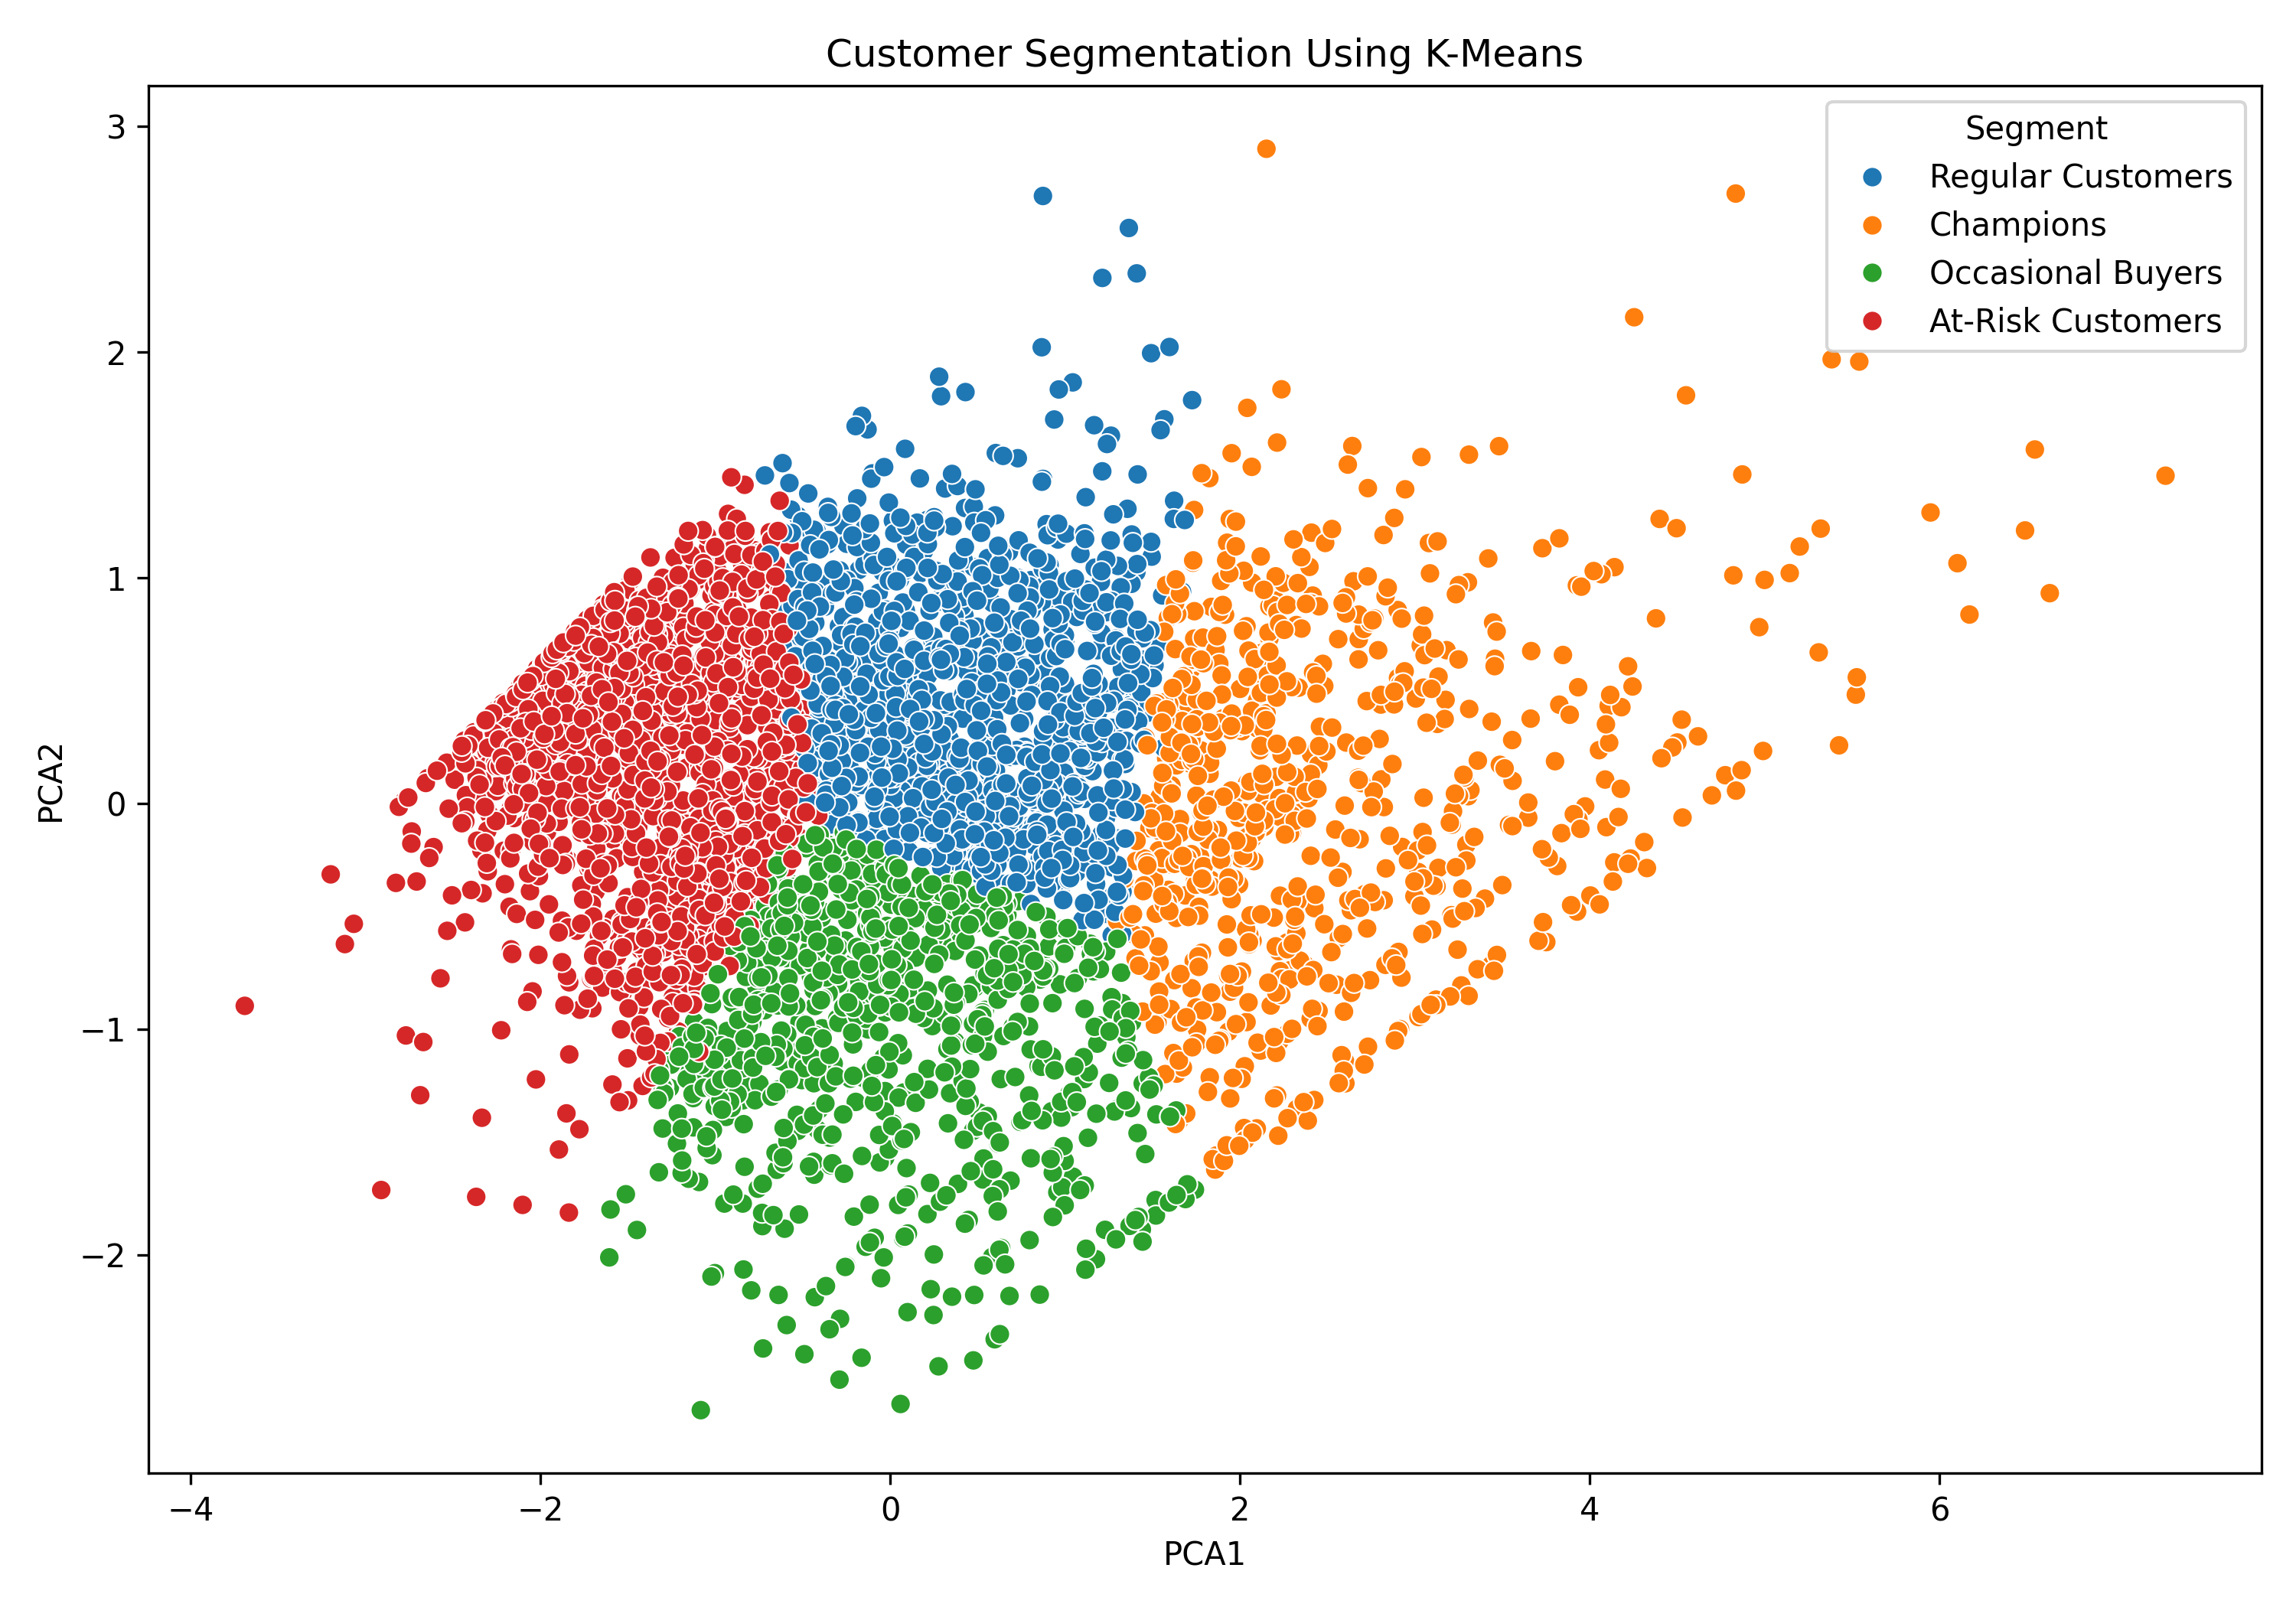 Customer Segmentation Using K-Means
Segment
Regular Customers
Champions
Occasional Buyers
At-Risk Customers
3
2
1
0
−1
−2
PCA2
−4
−2
0
2
4
6
PCA1